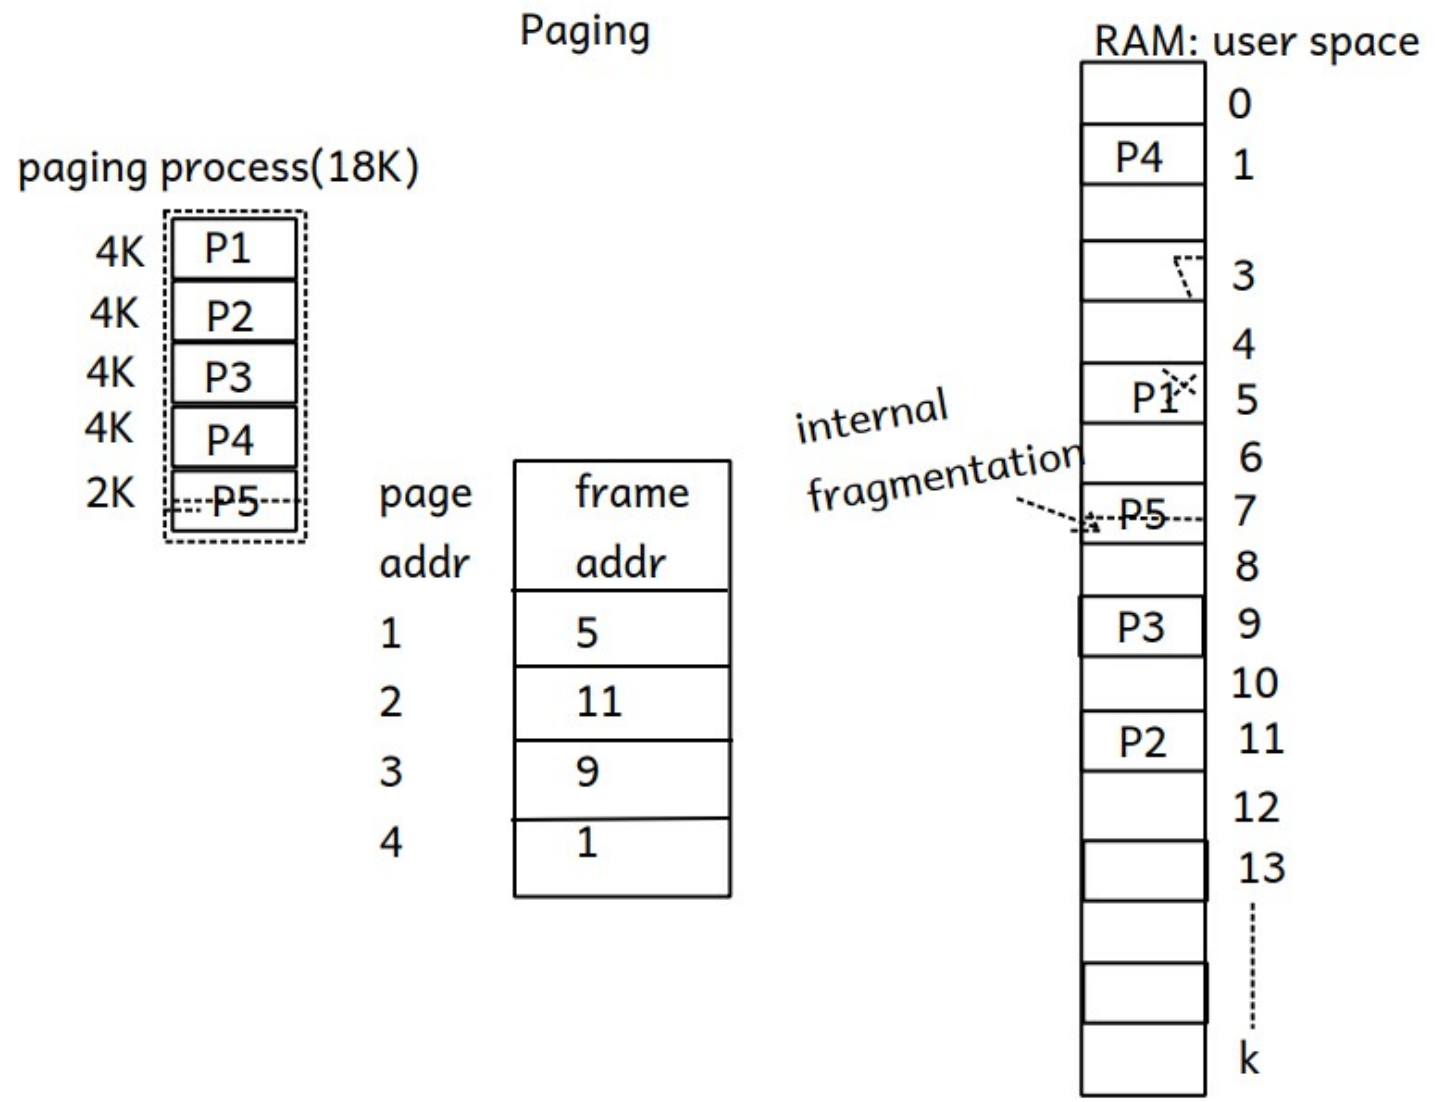 Paging
RAM: user space
paging process(18K)
4K P1
4K P2
4K P3
4K P4
2K P5
page frame
addr addr
1 5
2 11
3 9
4 1
internal
fragmentation
0
P4 1
3
4
P1 5
6
P5 7
8
P3 9
10
P2 11
12
13
k